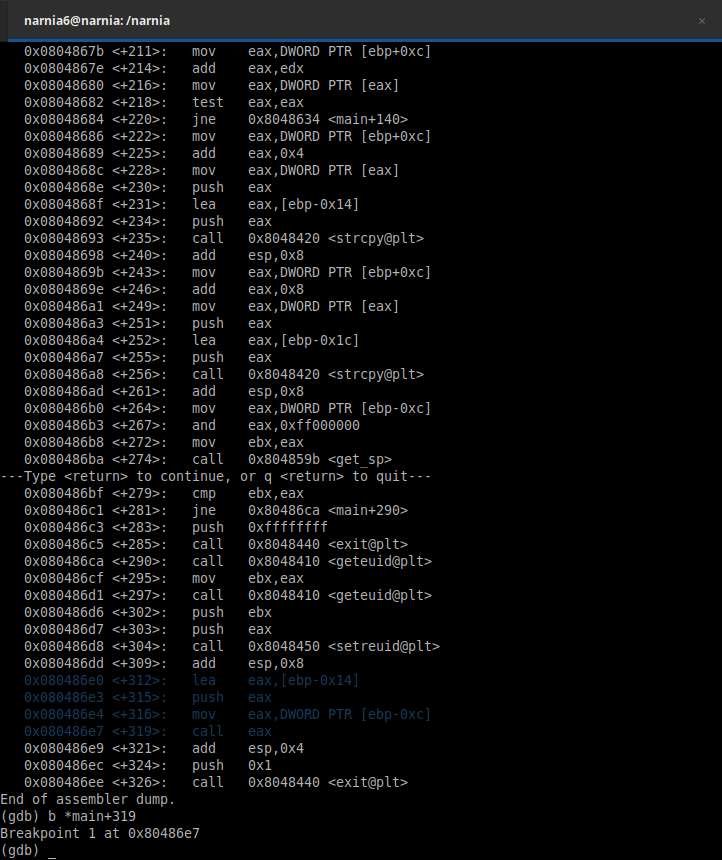 narnia6@narnia: /narnia
×
0x0804867b <+211>:   mov    eax,DWORD PTR [ebp+0xc]
0x0804867e <+214>:   add    eax,edx
0x08048680 <+216>:   mov    eax,DWORD PTR [eax]
0x08048682 <+218>:   test   eax,eax
0x08048684 <+220>:   jne    0x8048634 <main+140>
0x08048686 <+222>:   mov    eax,DWORD PTR [ebp+0xc]
0x08048689 <+225>:   add    eax,0x4
0x0804868c <+228>:   mov    eax,DWORD PTR [eax]
0x0804868e <+230>:   push   eax
0x0804868f <+231>:   lea    eax,[ebp-0x14]
0x08048692 <+234>:   push   eax
0x08048693 <+235>:   call   0x8048420 <strcpy@plt>
0x08048698 <+240>:   add    esp,0x8
0x0804869b <+243>:   mov    eax,DWORD PTR [ebp+0xc]
0x0804869e <+246>:   add    eax,0x8
0x080486a1 <+249>:   mov    eax,DWORD PTR [eax]
0x080486a3 <+251>:   push   eax
0x080486a4 <+252>:   lea    eax,[ebp-0x1c]
0x080486a7 <+255>:   push   eax
0x080486a8 <+256>:   call   0x8048420 <strcpy@plt>
0x080486ad <+261>:   add    esp,0x8
0x080486b0 <+264>:   mov    eax,DWORD PTR [ebp-0xc]
0x080486b3 <+267>:   and    eax,0xff000000
0x080486b8 <+272>:   mov    ebx,eax
0x080486ba <+274>:   call   0x804859b <get_sp>
---Type <return> to continue, or q <return> to quit---
0x080486bf <+279>:   cmp    ebx,eax
0x080486c1 <+281>:   jne    0x80486ca <main+290>
0x080486c3 <+283>:   push   0xffffffff
0x080486c5 <+285>:   call   0x8048440 <exit@plt>
0x080486ca <+290>:   call   0x8048410 <geteuid@plt>
0x080486cf <+295>:   mov    ebx,eax
0x080486d1 <+297>:   call   0x8048410 <geteuid@plt>
0x080486d6 <+302>:   push   ebx
0x080486d7 <+303>:   push   eax
0x080486d8 <+304>:   call   0x8048450 <setreuid@plt>
0x080486dd <+309>:   add    esp,0x8
0x080486e0 <+312>:   lea    eax,[ebp-0x14]
0x080486e3 <+315>:   push   eax
0x080486e4 <+316>:   mov    eax,DWORD PTR [ebp-0xc]
0x080486e7 <+319>:   call   eax
0x080486e9 <+321>:   add    esp,0x4
0x080486ec <+324>:   push   0x1
0x080486ee <+326>:   call   0x8048440 <exit@plt>
End of assembler dump.
(gdb) b *main+319
Breakpoint 1 at 0x80486e7
(gdb) _